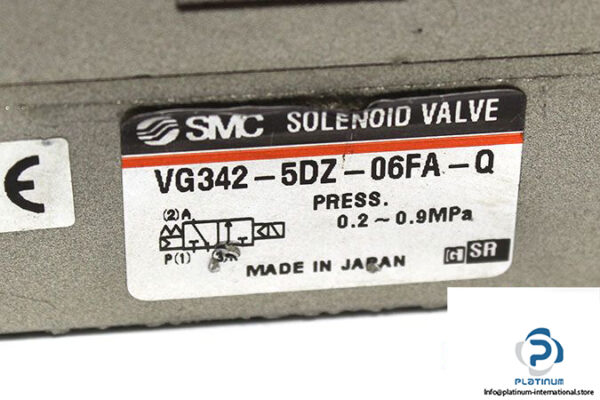 SMC SOLENOID VALVE
VG342-5DZ-06FA-Q
PRESS.
0.2~0.9MPa
(2)A
P(1)
MADE IN JAPAN
SR
CE
PLATINUM
Info@platinum-international.store